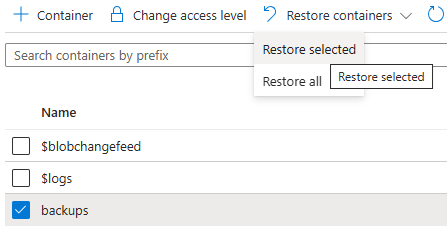 Container
Change access level
Restore containers
Search containers by prefix
Restore selected
Restore all
Restore selected
Name
$blobchangefeed
$logs
backups